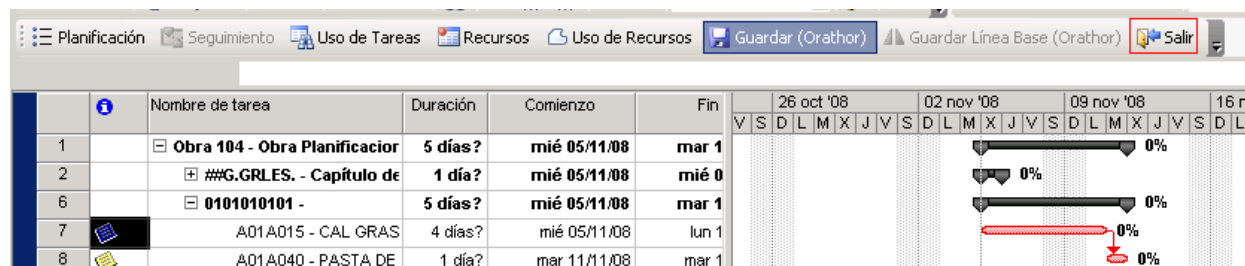 Planificación Seguimiento Uso de Tareas Recursos Uso de Recursos Guardar (Orathor) Guardar Línea Base (Orathor) Salir
Nombre de tarea Duración Comienzo Fin 26 oct '08 02 nov '08 09 nov '08 16 n
V S D L M X J V S D L M X J V S D L M X J V S D L
1 Obra 104 - Obra Planificacior 5 días? mié 05/11/08 mar 1 0%
2 ##G.GRLES. - Capítulo de 1 día? mié 05/11/08 mié 0 0%
6 0101010101 - 5 días? mié 05/11/08 mar 1 0%
7 A01A015 - CAL GRAS 4 días? mié 05/11/08 lun 1 0%
8 A01A040 - PASTA DE 1 día? mar 11/11/08 mar 1 0%